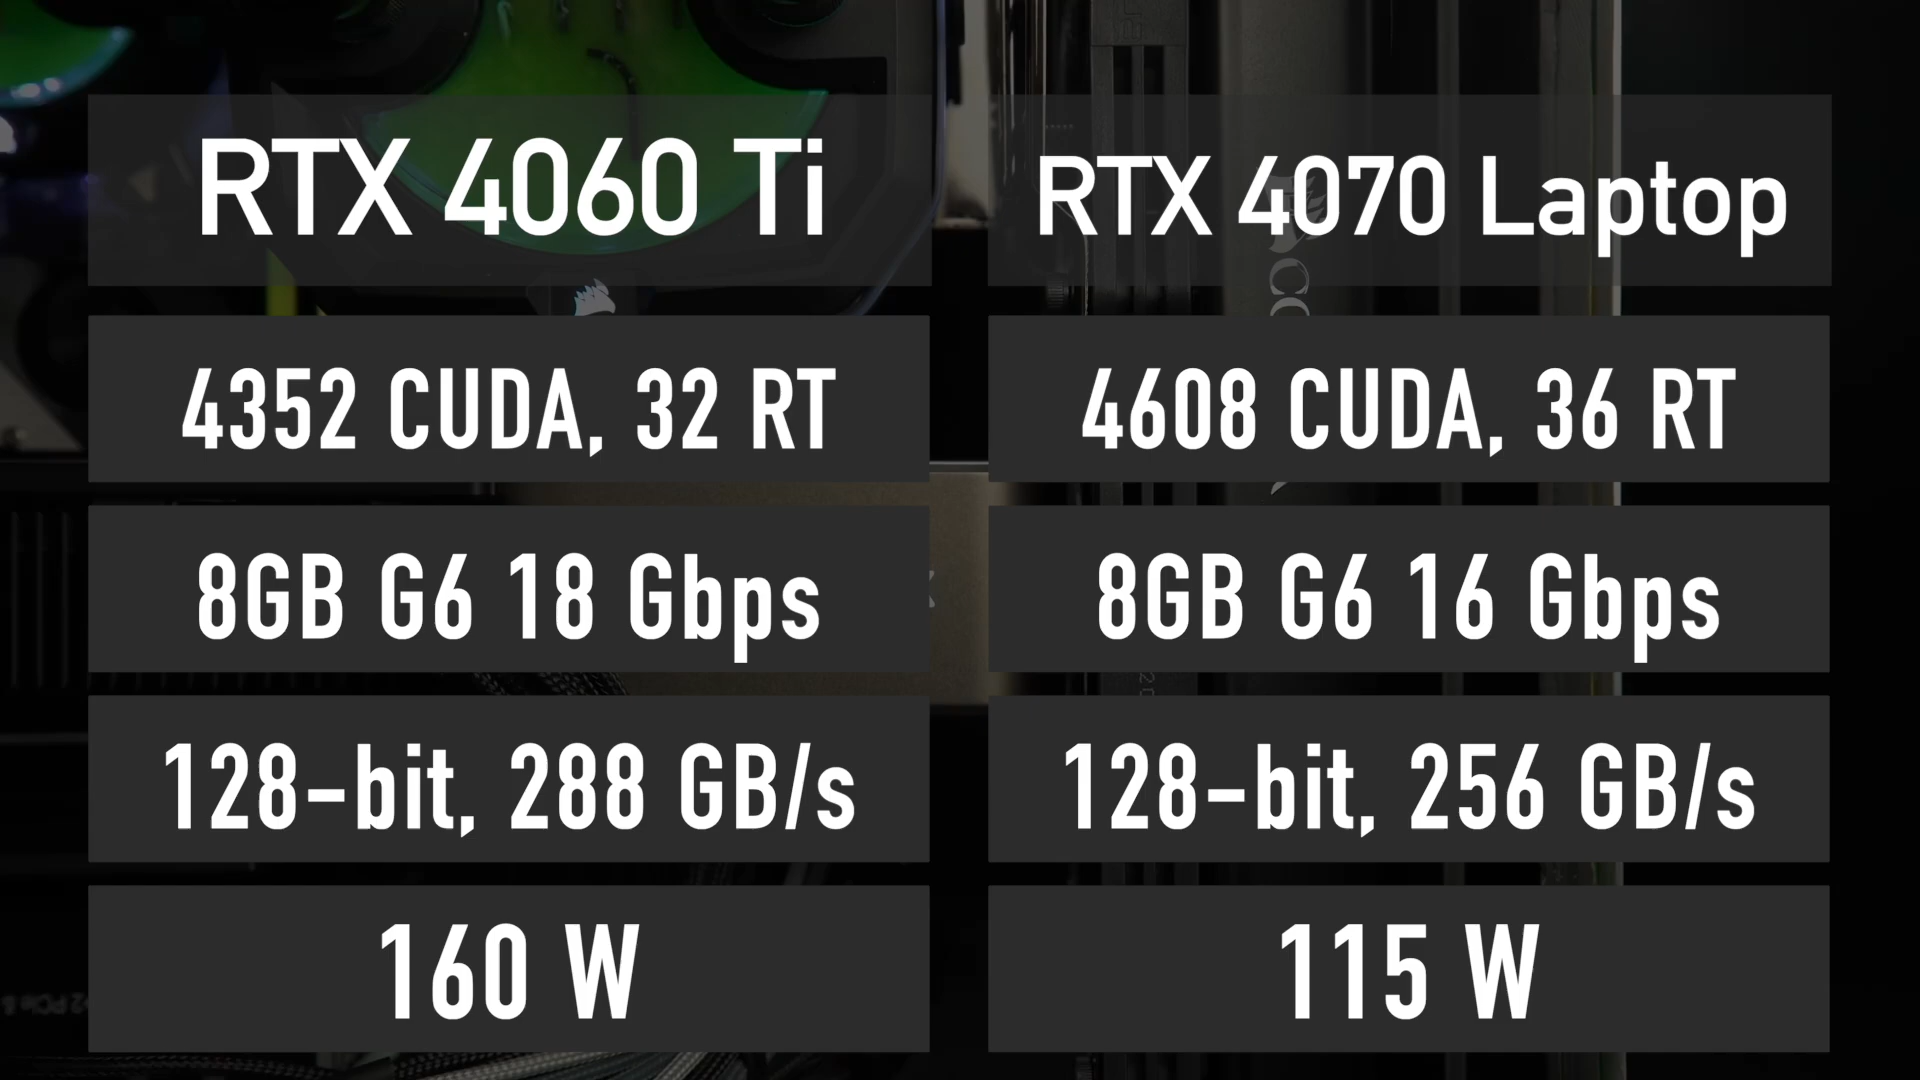 RTX 4060 Ti
RTX 4070 Laptop
4352 CUDA, 32 RT
4608 CUDA, 36 RT
8GB G6 18 Gbps
8GB G6 16 Gbps
128-bit, 288 GB/s
128-bit, 256 GB/s
160 W
115 W